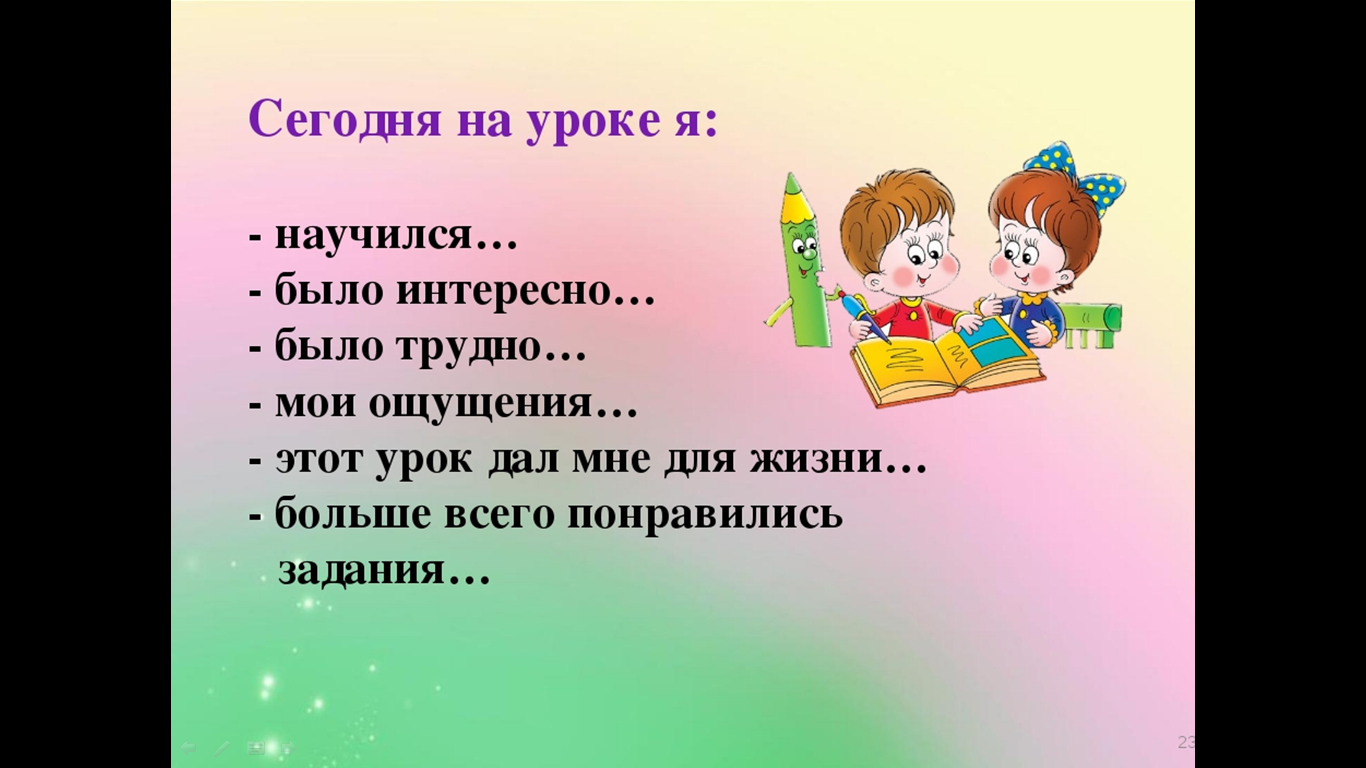 Сегодня на уроке я:
- научился…
- было интересно…
- было трудно…
- мои ощущения…
- этот урок дал мне для жизни…
- больше всего понравились
задания…
23